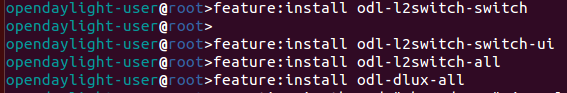 opendaylight-user@root>feature:install odl-l2switch-switch
opendaylight-user@root>
opendaylight-user@root>feature:install odl-l2switch-switch-ui
opendaylight-user@root>feature:install odl-l2switch-all
opendaylight-user@root>feature:install odl-dlux-all